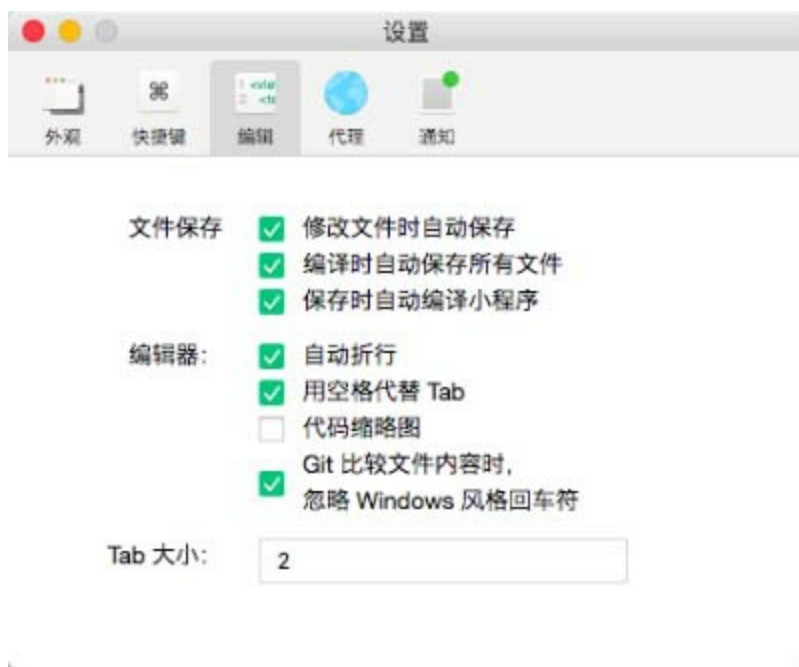 设置
⌘
1 <view
2 <te
外观 快捷键 编辑 代理 通知
文件保存 修改文件时自动保存
编译时自动保存所有文件
保存时自动编译小程序
编辑器: 自动折行
用空格代替 Tab
代码缩略图
Git 比较文件内容时,
忽略 Windows 风格回车符
Tab 大小: 2